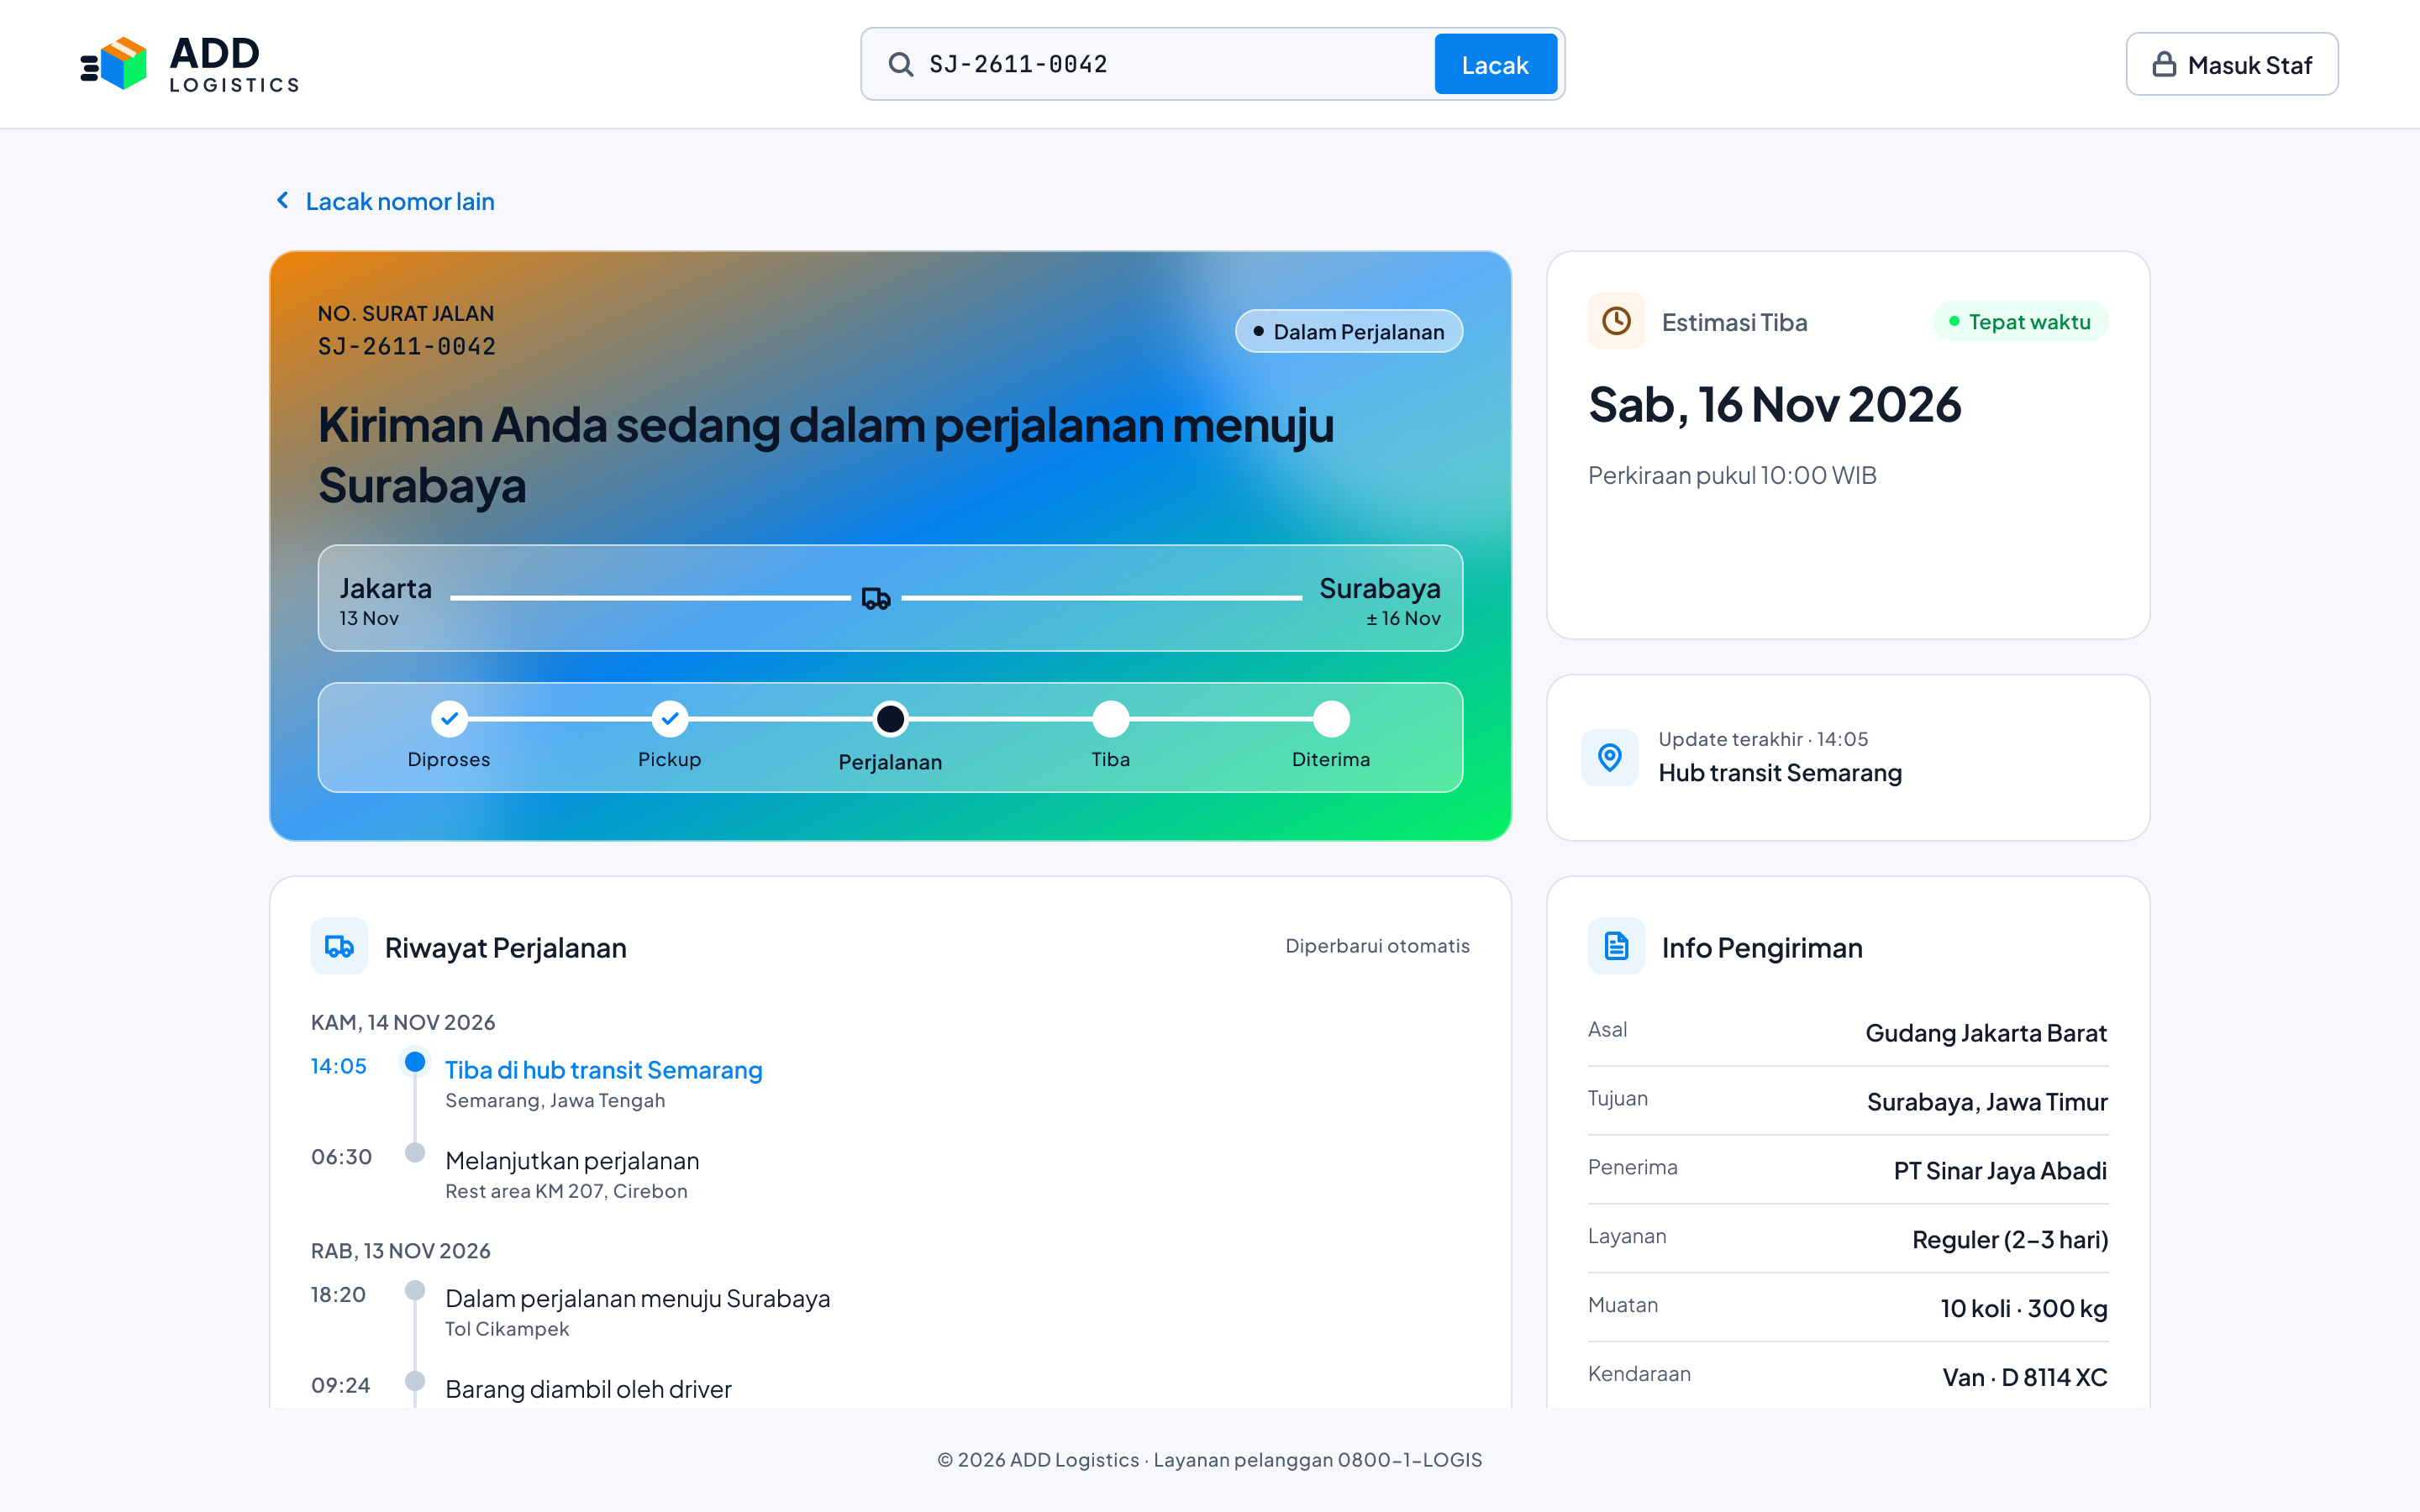 ADD
LOGISTICS
SJ-2611-0042
Lacak
Masuk Staf
Lacak nomor lain
NO. SURAT JALAN
SJ-2611-0042
Dalam Perjalanan
Kiriman Anda sedang dalam perjalanan menuju
Surabaya
Jakarta
13 Nov
Surabaya
± 16 Nov
Diproses
Pickup
Perjalanan
Tiba
Diterima
Estimasi Tiba
Tepat waktu
Sab, 16 Nov 2026
Perkiraan pukul 10:00 WIB
Update terakhir · 14:05
Hub transit Semarang
Riwayat Perjalanan
Diperbarui otomatis
KAM, 14 NOV 2026
14:05
Tiba di hub transit Semarang
Semarang, Jawa Tengah
06:30
Melanjutkan perjalanan
Rest area KM 207, Cirebon
RAB, 13 NOV 2026
18:20
Dalam perjalanan menuju Surabaya
Tol Cikampek
09:24
Barang diambil oleh driver
Info Pengiriman
Asal
Gudang Jakarta Barat
Tujuan
Surabaya, Jawa Timur
Penerima
PT Sinar Jaya Abadi
Layanan
Reguler (2–3 hari)
Muatan
10 koli · 300 kg
Kendaraan
Van · D 8114 XC
© 2026 ADD Logistics · Layanan pelanggan 0800–1–LOGIS